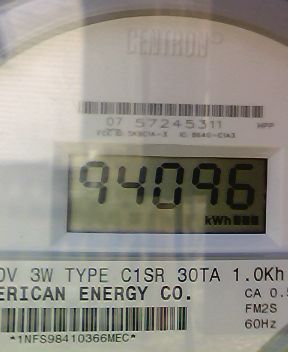 CENTRON®
07 57245311 HPP
94096
kWh
0V 3W TYPE C1SR 30TA 1.0Kh
ERICAN ENERGY CO. CA 0.5
FM2S
60Hz
*1NFS98410366MEC*